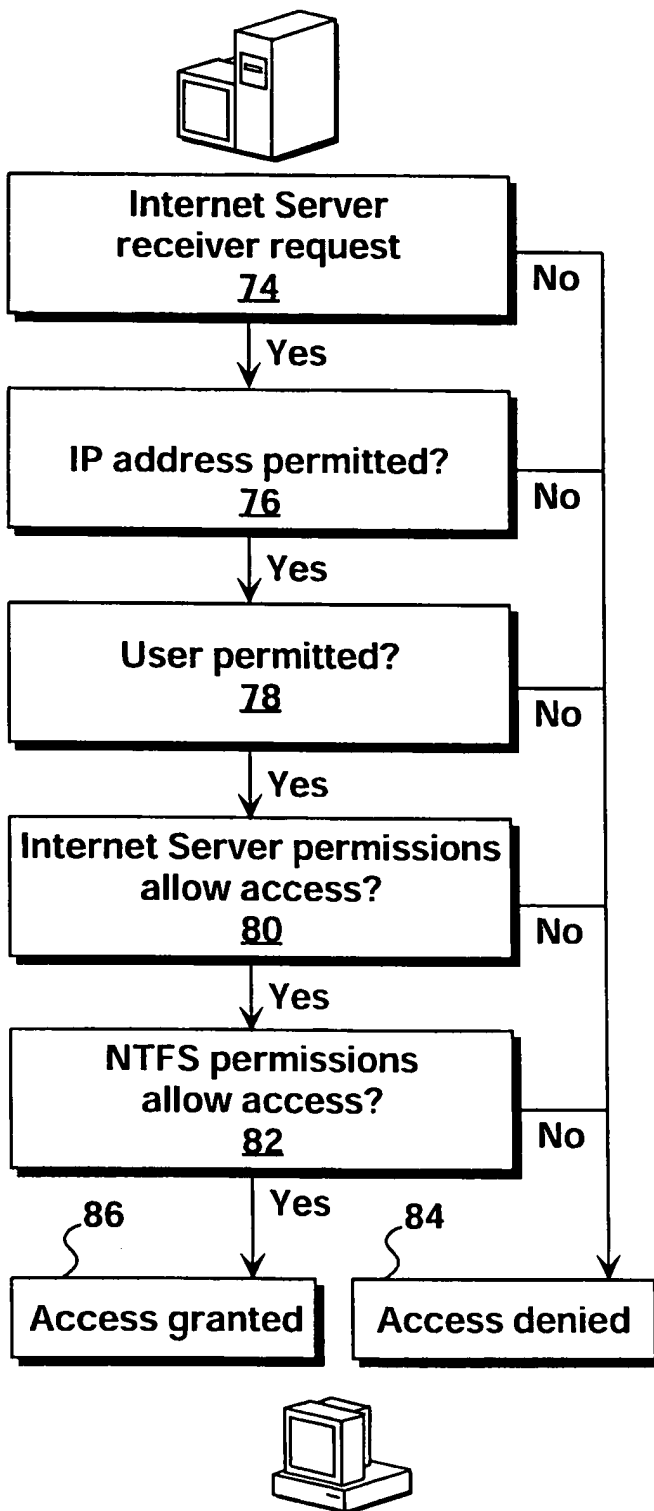 Internet Server
receiver request
74
No
Yes
IP address permitted?
76
No
Yes
User permitted?
78
No
Yes
Internet Server permissions
allow access?
80
No
Yes
NTFS permissions
allow access?
82
No
Yes
86
84
Access granted
Access denied